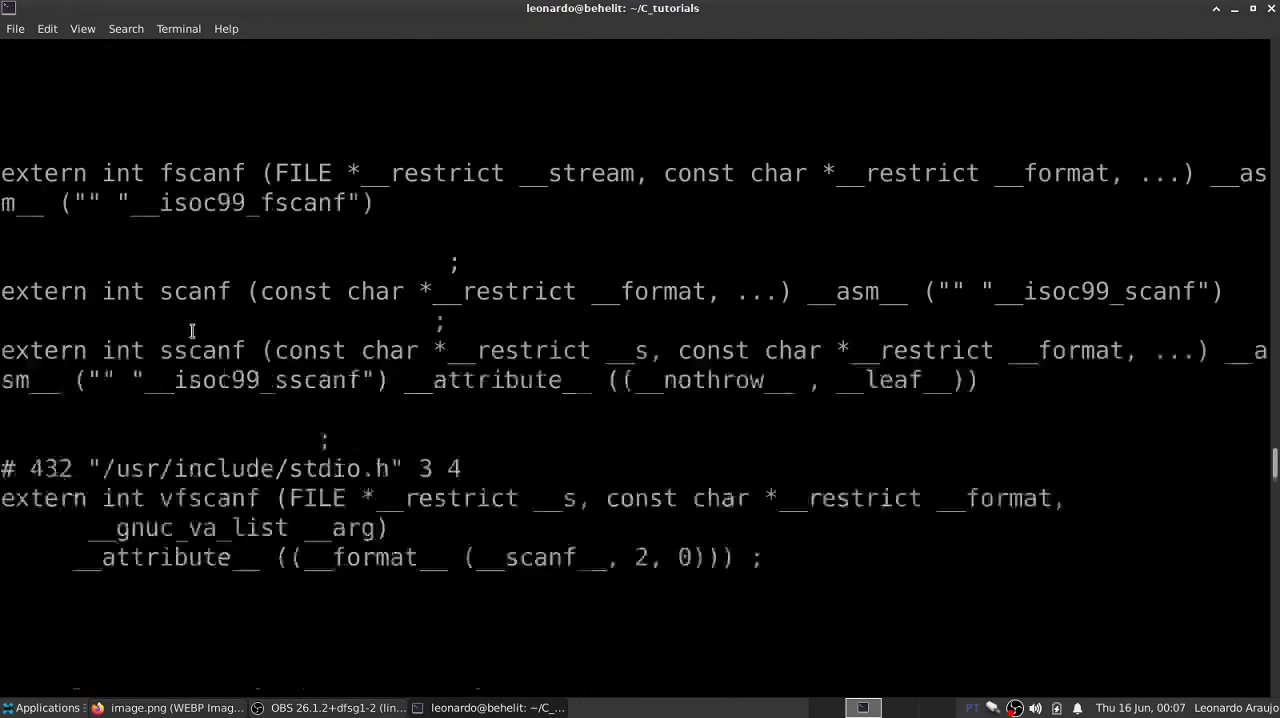 leonardo@behelit: ~/C_tutorials
File Edit View Search Terminal Help
extern int fscanf (FILE *__restrict __stream, const char *__restrict __format, ...) __as
m__ ("" "__isoc99_fscanf")
;
extern int scanf (const char *__restrict __format, ...) __asm__ ("" "__isoc99_scanf")
;
extern int sscanf (const char *__restrict __s, const char *__restrict __format, ...) __a
sm__ ("" "__isoc99_sscanf") __attribute__ ((__nothrow__ , __leaf__))
;
# 432 "/usr/include/stdio.h" 3 4
extern int vfscanf (FILE *__restrict __s, const char *__restrict __format,
__gnuc_va_list __arg)
__attribute__ ((__format__ (__scanf__, 2, 0))) ;
Applications image.png (WEBP Imag... OBS 26.1.2+dfsg1-2 (lin... leonardo@behelit: ~/C_... PT Thu 16 Jun, 00:07 Leonardo Araujo